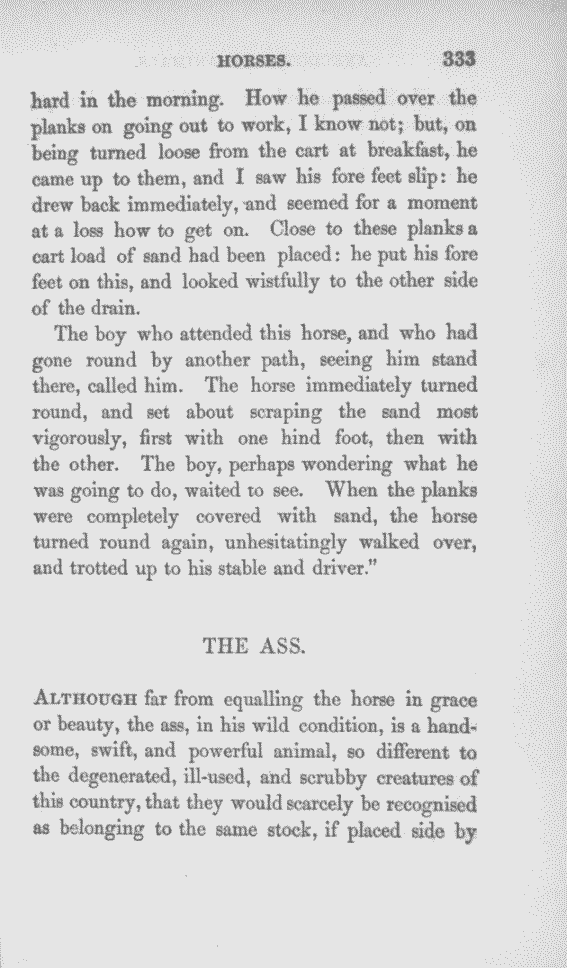 HORSES. 333
hard in the morning. How he passed over the
planks on going out to work, I know not; but, on
being turned loose from the cart at breakfast, he
came up to them, and I saw his fore feet slip: he
drew back immediately, and seemed for a moment
at a loss how to get on. Close to these planks a
cart load of sand had been placed: he put his fore
feet on this, and looked wistfully to the other side
of the drain.
The boy who attended this horse, and who had
gone round by another path, seeing him stand
there, called him. The horse immediately turned
round, and set about scraping the sand most
vigorously, first with one hind foot, then with
the other. The boy, perhaps wondering what he
was going to do, waited to see. When the planks
were completely covered with sand, the horse
turned round again, unhesitatingly walked over,
and trotted up to his stable and driver."
THE ASS.
ALTHOUGH far from equalling the horse in grace
or beauty, the ass, in his wild condition, is a hand-
some, swift, and powerful animal, so different to
the degenerated, ill-used, and scrubby creatures of
this country, that they would scarcely be recognised
as belonging to the same stock, if placed side by